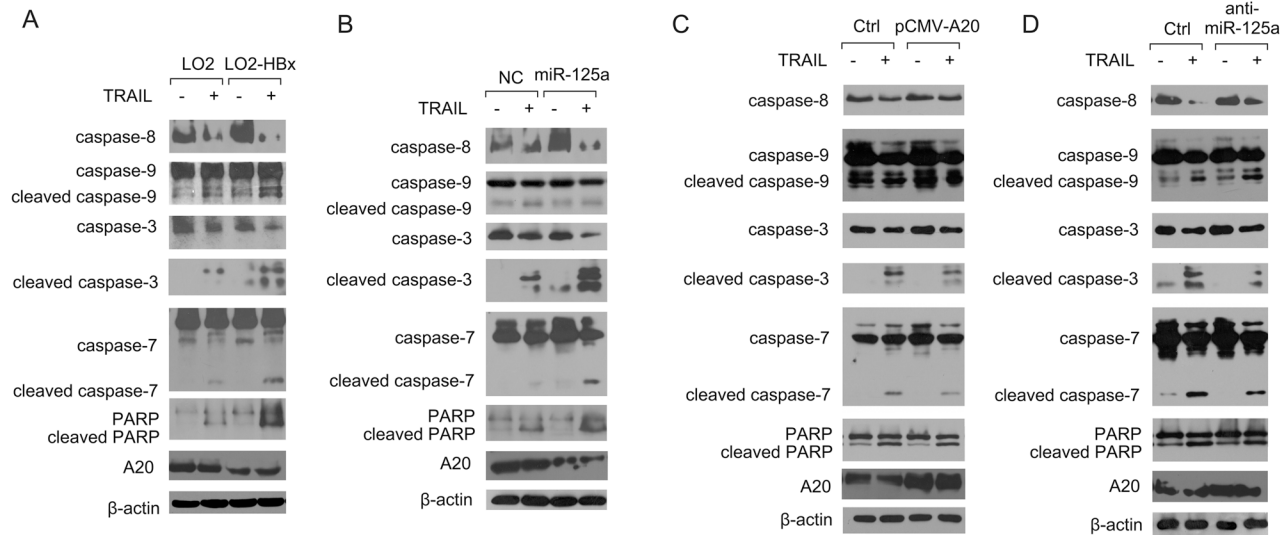 A
LO2 LO2-HBx
TRAIL - + - +
caspase-8
caspase-9
cleaved caspase-9
caspase-3
cleaved caspase-3
caspase-7
cleaved caspase-7
PARP
cleaved PARP
A20
β-actin
B
NC miR-125a
TRAIL - + - +
caspase-8
caspase-9
cleaved caspase-9
caspase-3
cleaved caspase-3
caspase-7
cleaved caspase-7
PARP
cleaved PARP
A20
β-actin
C
Ctrl pCMV-A20
TRAIL - + - +
caspase-8
caspase-9
cleaved caspase-9
caspase-3
cleaved caspase-3
caspase-7
cleaved caspase-7
PARP
cleaved PARP
A20
β-actin
D
anti-
Ctrl miR-125a
TRAIL - + - +
caspase-8
caspase-9
cleaved caspase-9
caspase-3
cleaved caspase-3
caspase-7
cleaved caspase-7
PARP
cleaved PARP
A20
β-actin